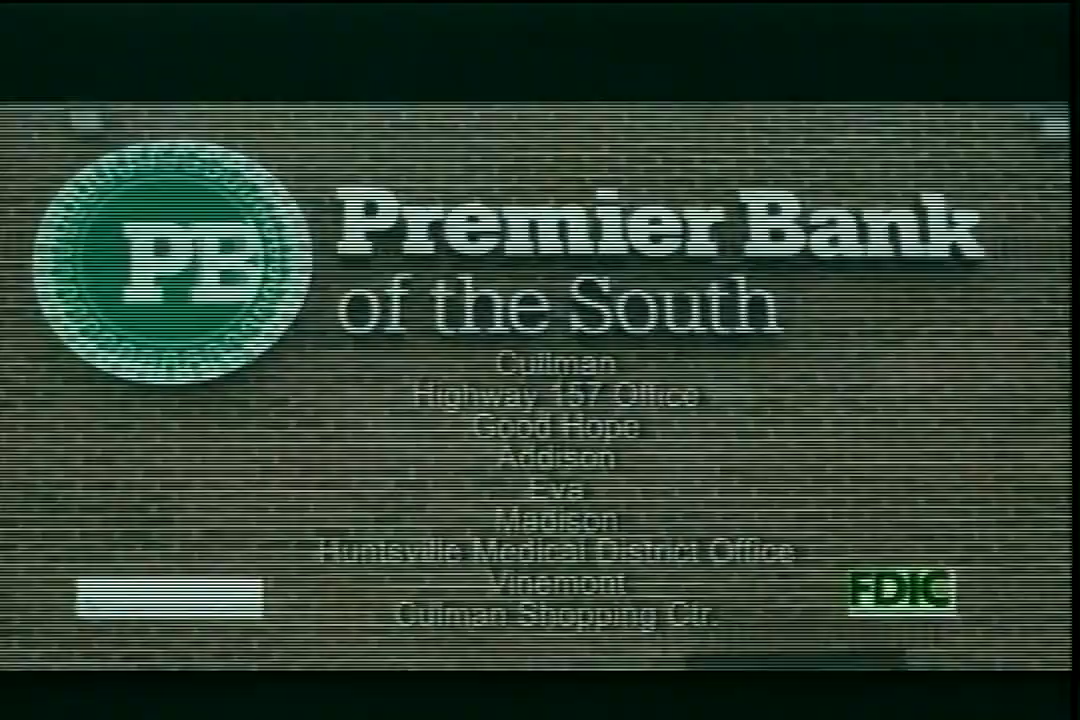 PB
Premier Bank
of the South
Cullman
Highway 157 Office
Good Hope
Addison
Eva
Madison
Huntsville Medical District Office
Vinemont
Cullman Shopping Ctr.
FDIC